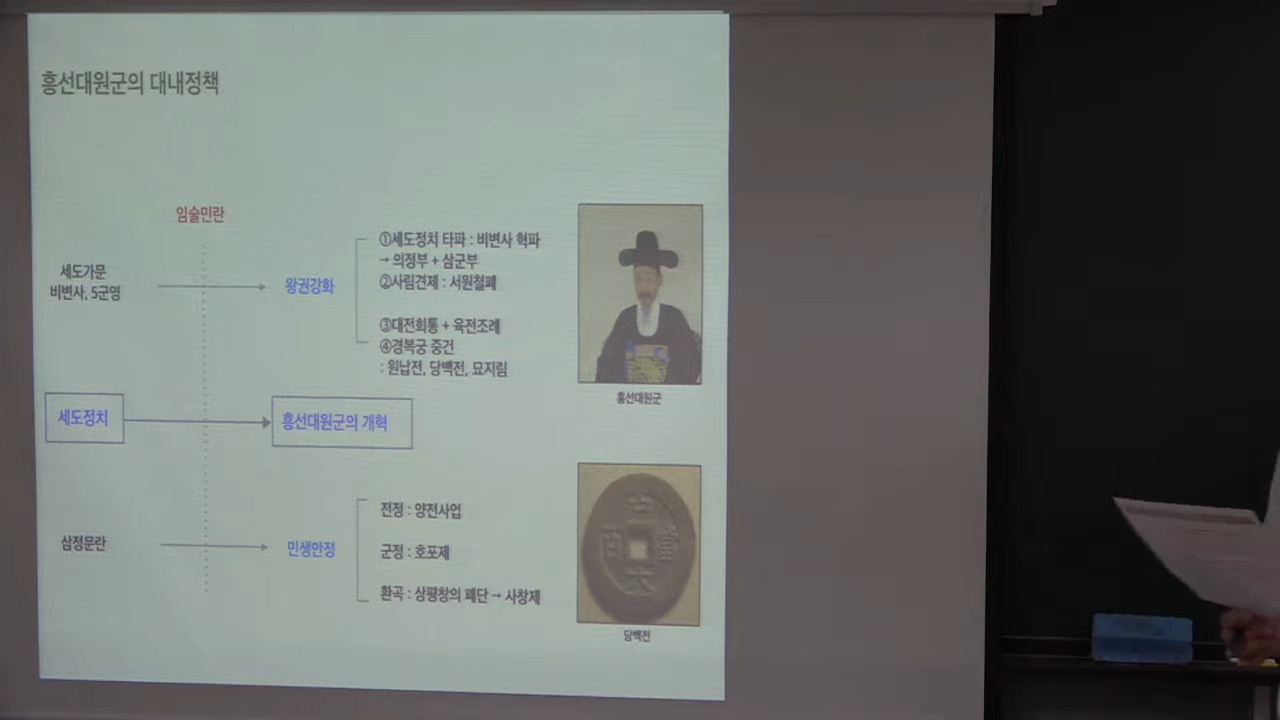 흥선대원군의 대내정책
임술민란
세도가문
비변사, 5군영
왕권강화
①세도정치 타파 : 비변사 혁파
→ 의정부 + 삼군부
②사림견제 : 서원철폐
③대전회통 + 육전조례
④경복궁 중건
: 원납전, 당백전, 묘지림
흥선대원군
세도정치
흥선대원군의 개혁
삼정문란
민생안정
전정 : 양전사업
군정 : 호포제
환곡 : 상평창의 폐단 → 사창제
百 當
大
당백전